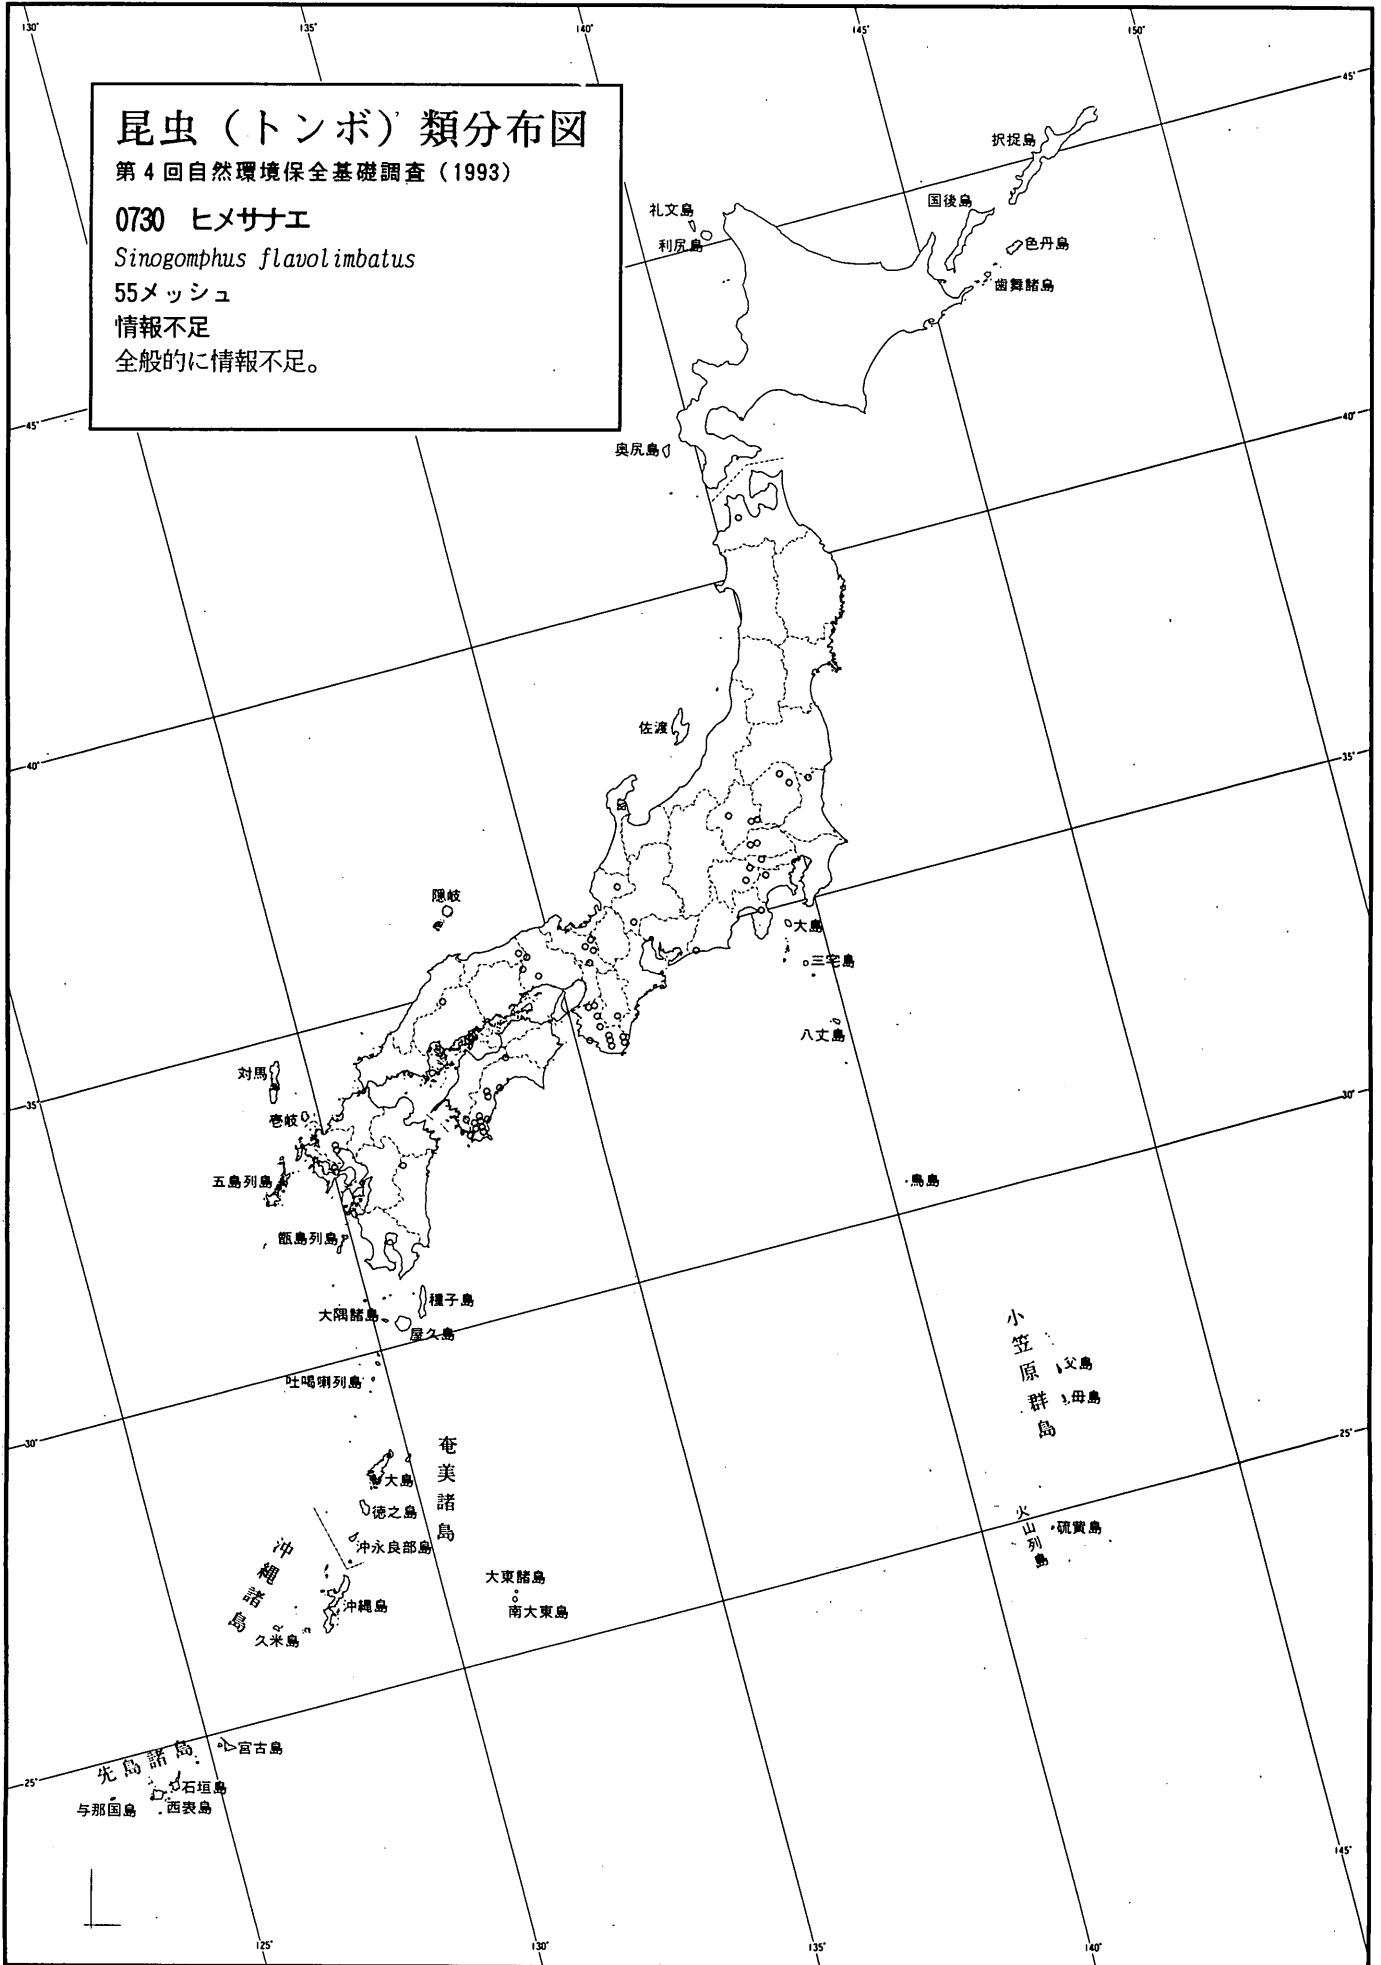 130°
135°
140°
145°
150°
昆虫（トンボ）類分布図
第4回自然環境保全基礎調査（1993）
0730 ヒメサナエ
Sinogomphus flavolimbatus
55メッシュ
情報不足
全般的に情報不足。
45°
択捉島
国後島
色丹島
歯舞諸島
礼文島
利尻島
奥尻島
45°
40°
佐渡
40°
35°
隠岐
大島
三宅島
八丈島
対馬
壱岐
35°
30°
五島列島
甑島列島
鳥島
種子島
大隅諸島
屋久島
吐噶喇列島
小笠原群島
父島
母島
30°
25°
奄美諸島
大島
徳之島
沖永良部島
沖縄諸島
沖縄島
久米島
大東諸島
南大東島
火山列島
硫黄島
先島諸島
宮古島
石垣島
西表島
与那国島
25°
145°
125°
130°
135°
140°